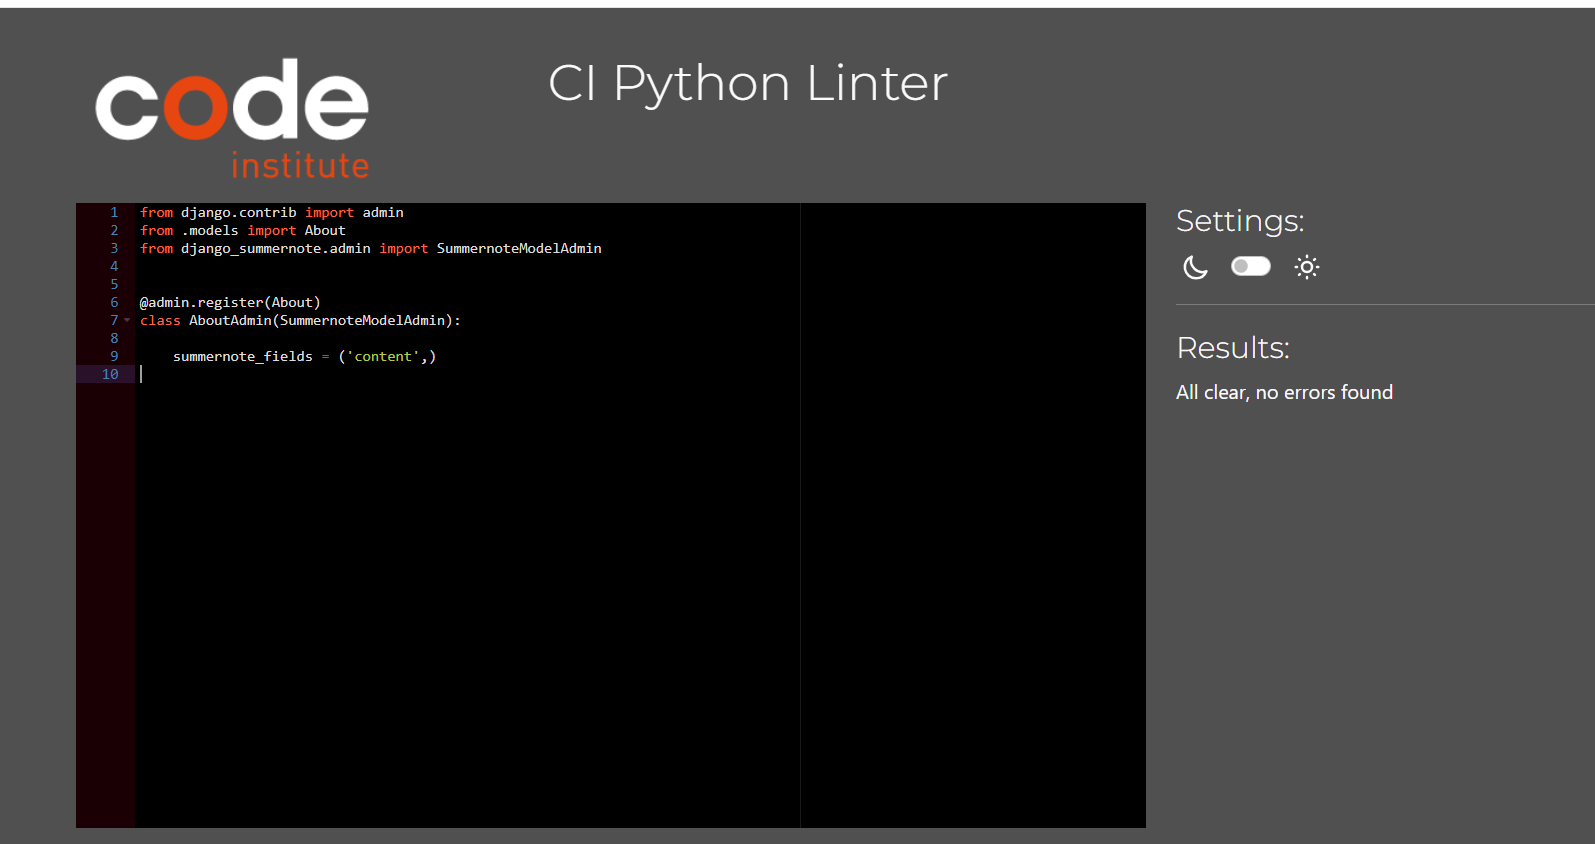 code
institute
CI Python Linter
1 from django.contrib import admin
2 from .models import About
3 from django_summernote.admin import SummernoteModelAdmin
4
5
6 @admin.register(About)
7 class AboutAdmin(SummernoteModelAdmin):
8
9     summernote_fields = ('content',)
10
Settings:
Results:
All clear, no errors found